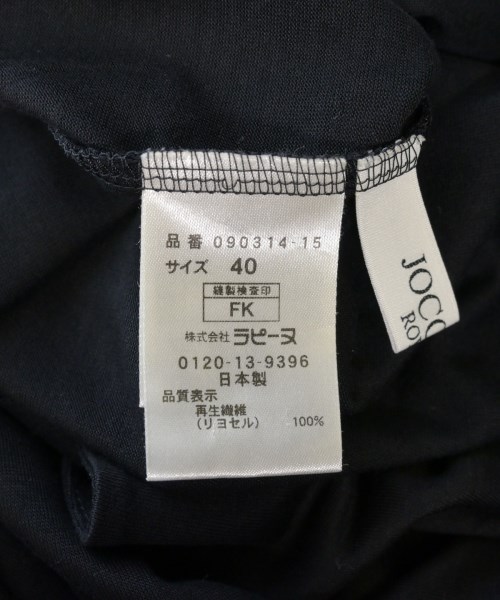 品番 090314-15
サイズ 40
縫製検査印
FK
株式会社 ラピーヌ
0120-13-9396
日本製
品質表示
再生繊維
(リヨセル) 100%